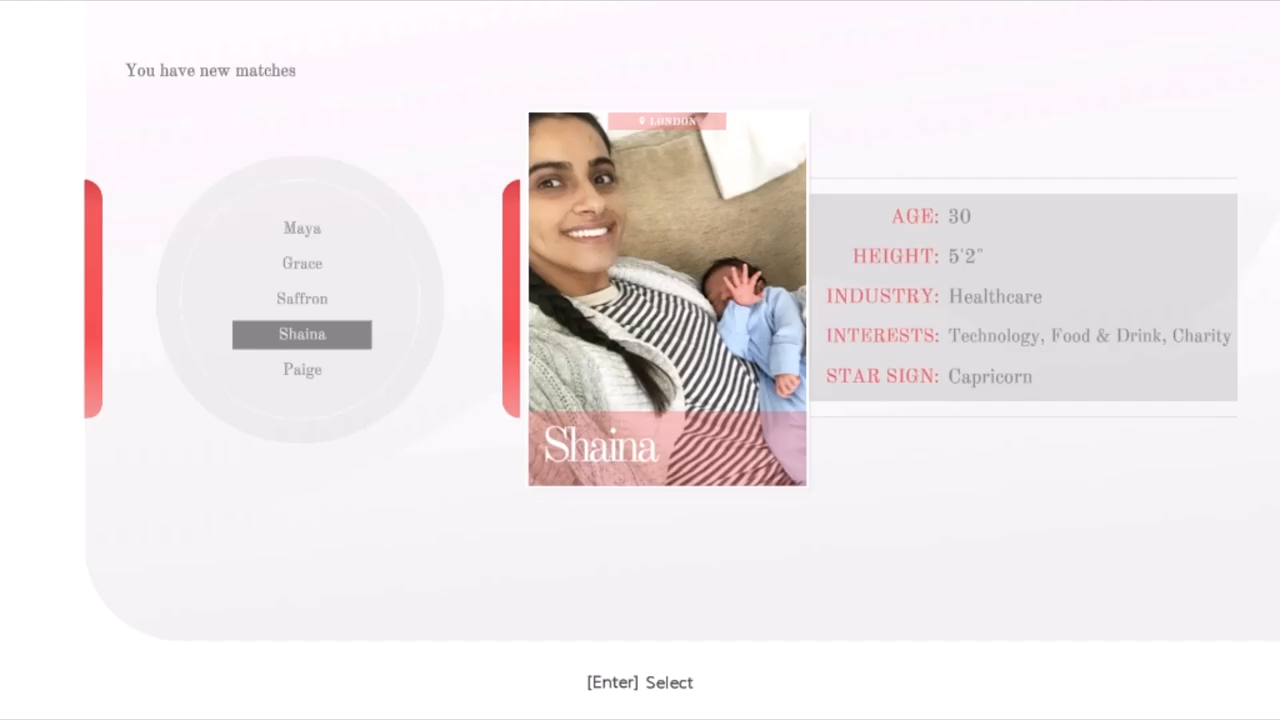 You have new matches
Maya
Grace
Saffron
Shaina
Paige
LONDON
Shaina
AGE: 30
HEIGHT: 5'2"
INDUSTRY: Healthcare
INTERESTS: Technology, Food & Drink, Charity
STAR SIGN: Capricorn
[Enter] Select